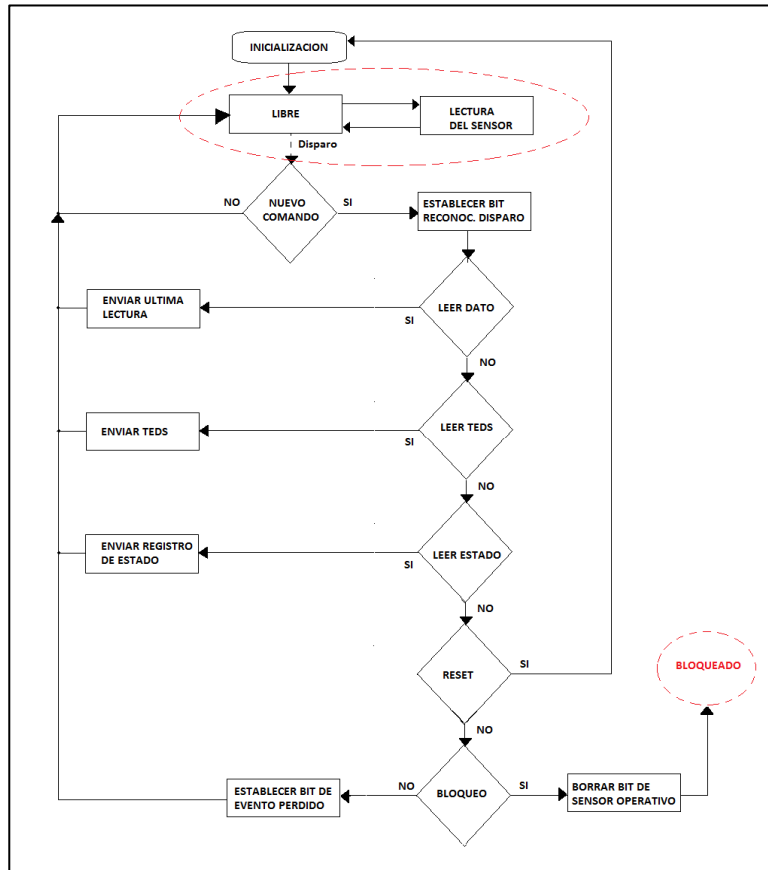 INICIALIZACION
LIBRE
LECTURA
DEL SENSOR
Disparo
NO
NUEVO
COMANDO
SI
ESTABLECER BIT
RECONOC. DISPARO
ENVIAR ULTIMA
LECTURA
SI
LEER DATO
NO
ENVIAR TEDS
SI
LEER TEDS
NO
ENVIAR REGISTRO
DE ESTADO
SI
LEER ESTADO
NO
RESET
SI
BLOQUEADO
NO
ESTABLECER BIT DE
EVENTO PERDIDO
NO
BLOQUEO
SI
BORRAR BIT DE
SENSOR OPERATIVO